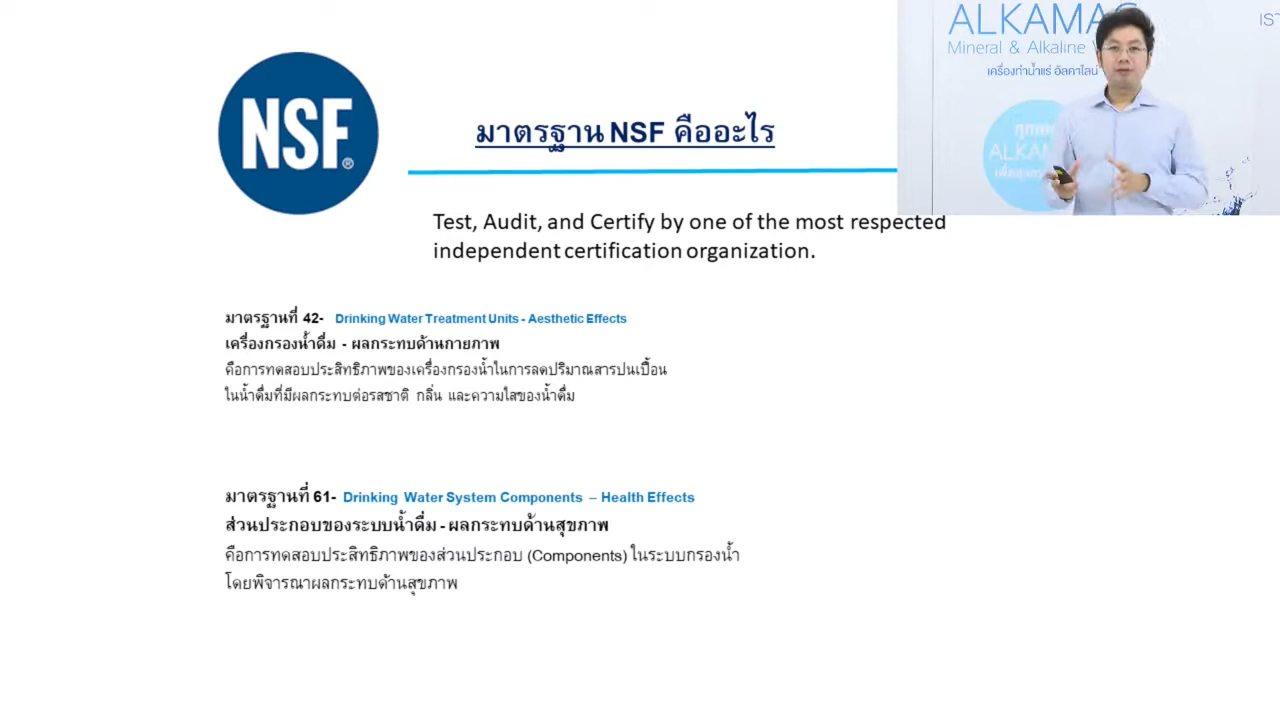 NSF®
มาตรฐาน NSF คืออะไร
Test, Audit, and Certify by one of the most respected
independent certification organization.
มาตรฐานที่ 42- Drinking Water Treatment Units - Aesthetic Effects
เครื่องกรองน้ำดื่ม - ผลกระทบด้านกายภาพ
คือการทดสอบประสิทธิภาพของเครื่องกรองน้ำในการลดปริมาณสารปนเปื้อน
ในน้ำดื่มที่มีผลกระทบต่อรสชาติ กลิ่น และความใสของน้ำดื่ม
มาตรฐานที่ 61- Drinking Water System Components – Health Effects
ส่วนประกอบของระบบน้ำดื่ม - ผลกระทบด้านสุขภาพ
คือการทดสอบประสิทธิภาพของส่วนประกอบ (Components) ในระบบกรองน้ำ
โดยพิจารณาผลกระทบด้านสุขภาพ
ALKAMAG
Mineral & Alkaline
เครื่องทำน้ำแร่ อัลคาไลน์